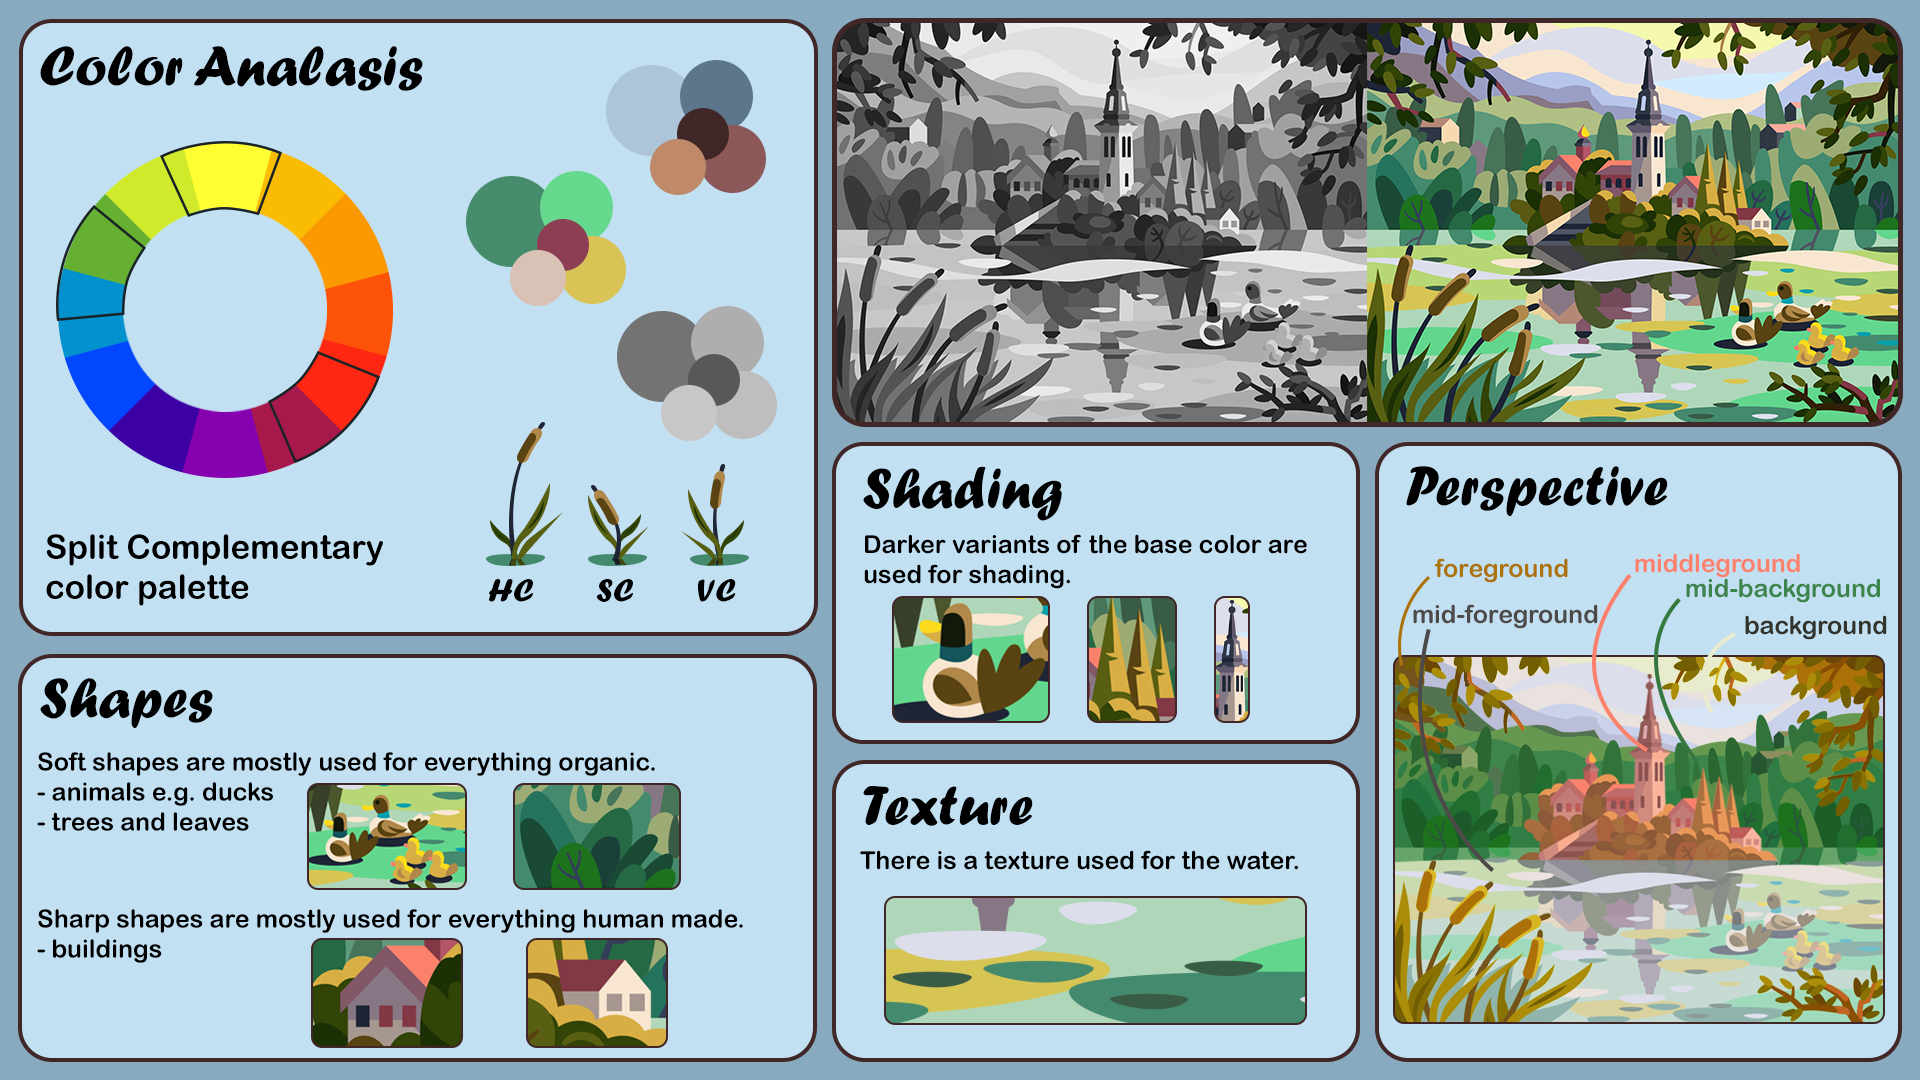 Color Analasis
Split Complementary
color palette
HC
SC
VC
Shapes
Soft shapes are mostly used for everything organic.
- animals e.g. ducks
- trees and leaves
Sharp shapes are mostly used for everything human made.
- buildings
Shading
Darker variants of the base color are
used for shading.
Texture
There is a texture used for the water.
Perspective
foreground
middleground
mid-background
mid-foreground
background